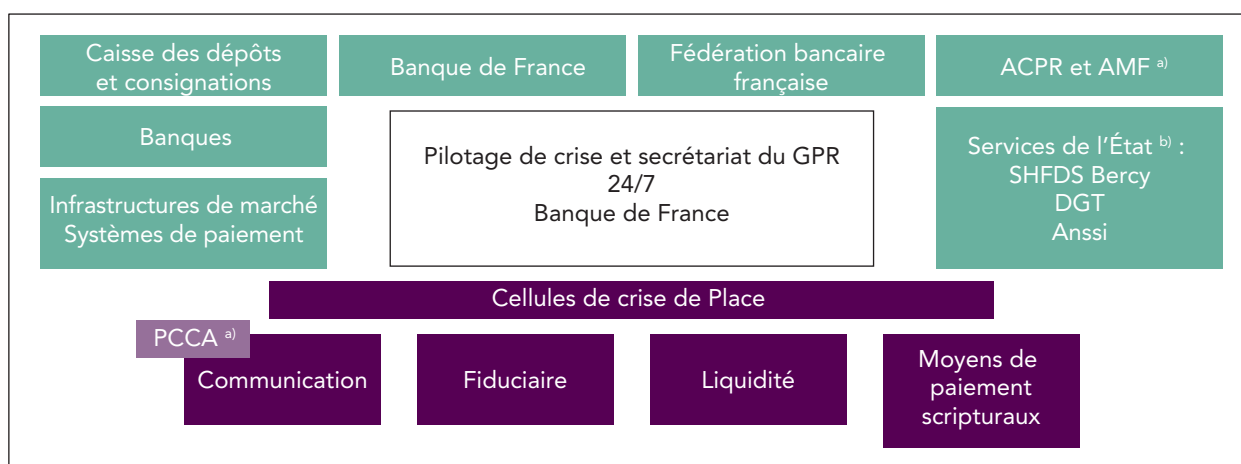 Caisse des dépôts
et consignations
Banque de France
Fédération bancaire
française
ACPR et AMF a)
Banques
Infrastructures de marché
Systèmes de paiement
Pilotage de crise et secrétariat du GPR
24/7
Banque de France
Services de l’État b) :
SHFDS Bercy
DGT
Anssi
Cellules de crise de Place
PCCA a)
Communication
Fiduciaire
Liquidité
Moyens de
paiement
scripturaux